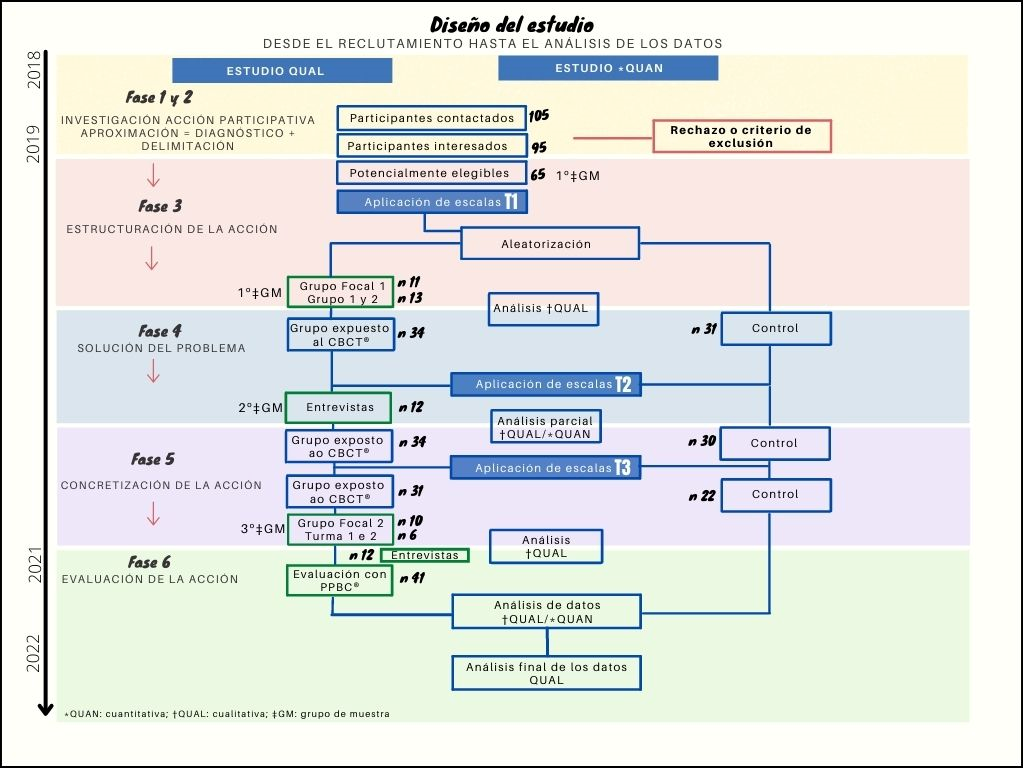 Diseño del estudio
DESDE EL RECLUTAMIENTO HASTA EL ANÁLISIS DE LOS DATOS
2018
ESTUDIO QUAL
ESTUDIO *QUAN
Fase 1 y 2
INVESTIGACIÓN ACCIÓN PARTICIPATIVA
APROXIMACIÓN = DIAGNÓSTICO +
DELIMITACIÓN
2019
Participantes contactados 105
Participantes interesados 95
Rechazo o criterio de
exclusión
Potencialmente elegibles 65 1º‡GM
Aplicación de escalas T1
Fase 3
ESTRUCTURACIÓN DE LA ACCIÓN
Aleatorización
1º‡GM
Grupo Focal 1 n 11
Grupo 1 y 2 n 13
Análisis †QUAL
Fase 4
SOLUCIÓN DEL PROBLEMA
Grupo expuesto
al CBCT® n 34
n 31 Control
Aplicación de escalas T2
2º‡GM Entrevistas n 12
Análisis parcial
†QUAL/*QUAN
Fase 5
CONCRETIZACIÓN DE LA ACCIÓN
Grupo exposto
ao CBCT® n 34
n 30 Control
Aplicación de escalas T3
Grupo exposto
ao CBCT® n 31
n 22 Control
3º‡GM
Grupo Focal 2 n 10
Turma 1 e 2 n 6
Análisis
†QUAL
2021
Fase 6
EVALUACIÓN DE LA ACCIÓN
n 12 Entrevistas
Evaluación con
PPBC® n 41
Análisis de datos
†QUAL/*QUAN
2022
Análisis final de los datos
QUAL
*QUAN: cuantitativa; †QUAL: cualitativa; ‡GM: grupo de muestra